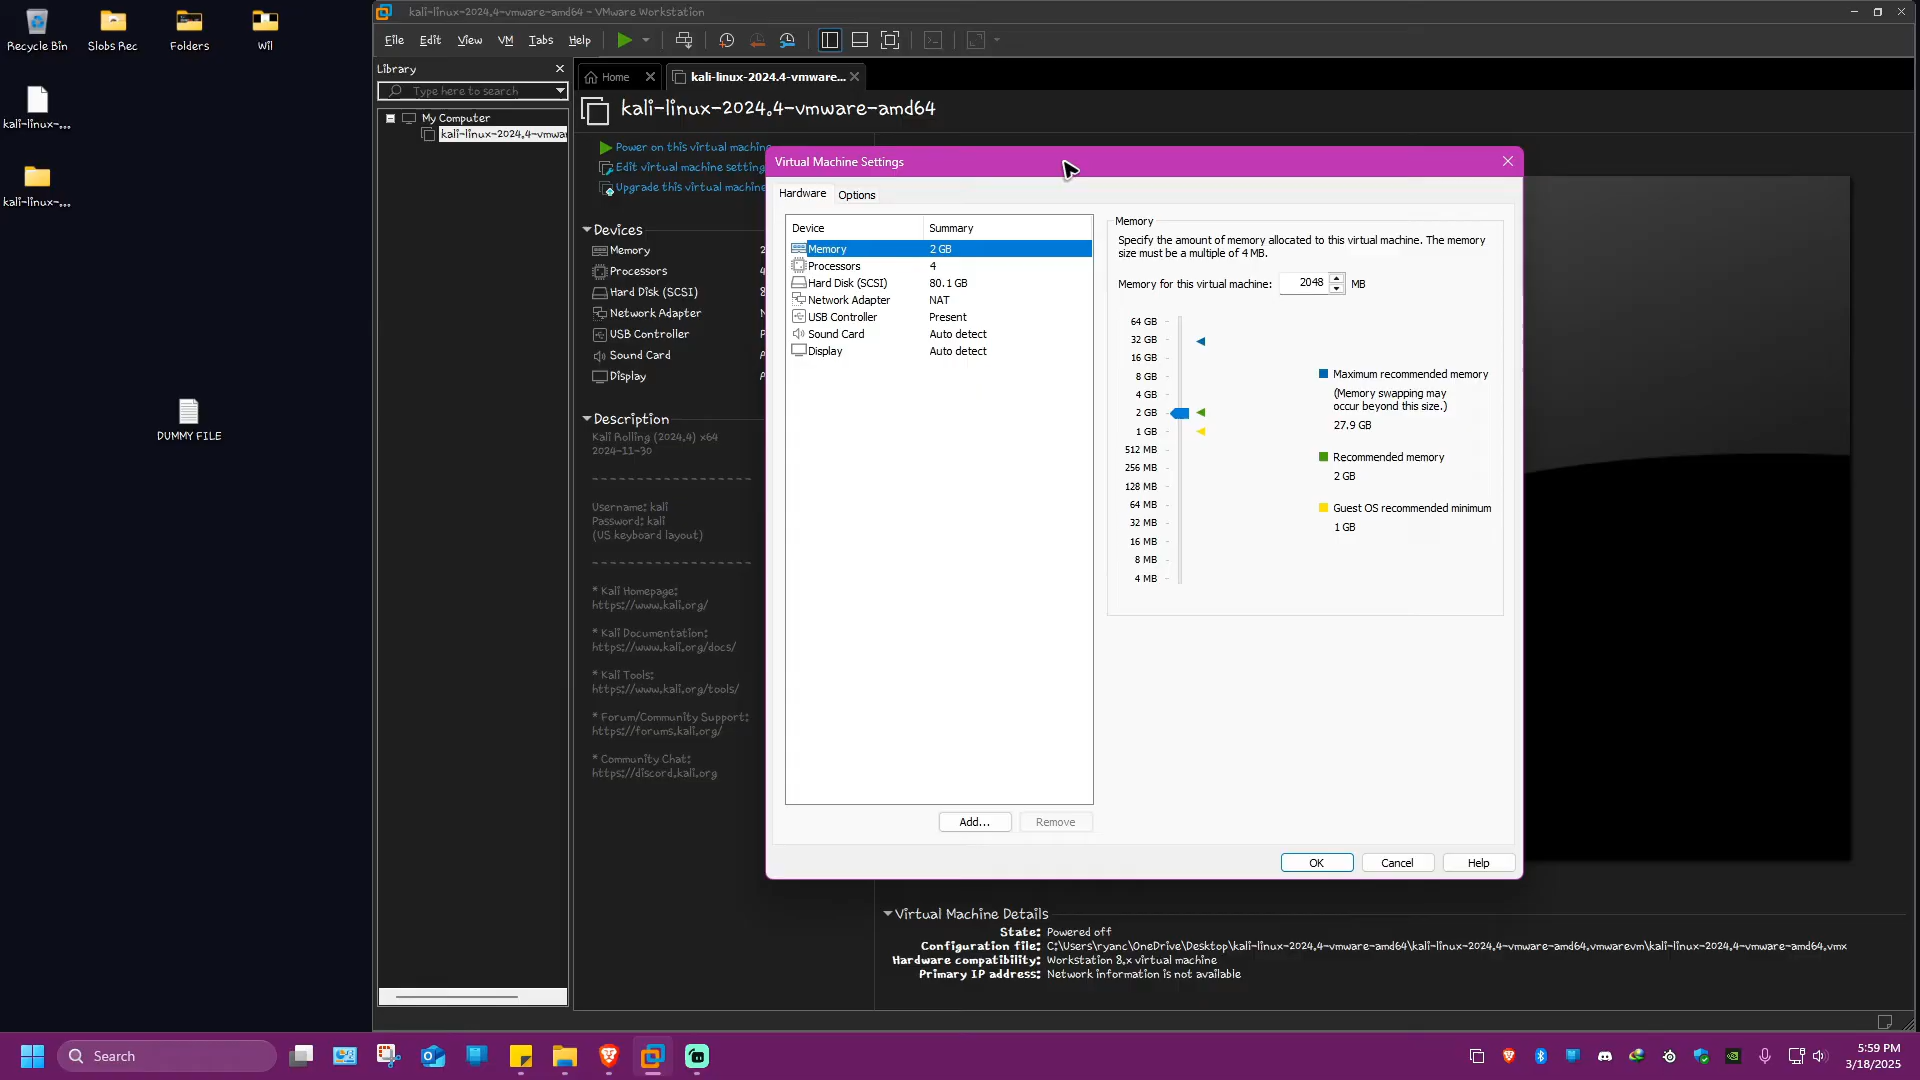 Recycle Bin
Slobs Rec
Folders
Wil
kali-linux-...
kali-linux-...
DUMMY FILE
kali-linux-2024.4-vmware-amd64 - VMware Workstation
File Edit View VM Tabs Help
Library
Type here to search
My Computer
kali-linux-2024.4-vmwar
Home
kali-linux-2024.4-vmware...
kali-linux-2024.4-vmware-amd64
Power on this virtual machine
Edit virtual machine setting
Upgrade this virtual machine
Devices
Memory
Processors
Hard Disk (SCSI)
Network Adapter
USB Controller
Sound Card
Display
Description
Kali Rolling (2024.4) x64
2024-11-30
---------------------
Username: kali
Password: kali
(US keyboard layout)
---------------------
* Kali Homepage:
https://www.kali.org/
* Kali Documentation:
https://www.kali.org/docs/
* Kali Tools:
https://www.kali.org/tools/
* Forum/Community Support:
https://forums.kali.org/
* Community Chat:
https://discord.kali.org
Virtual Machine Settings
Hardware Options
Device Summary
Memory 2 GB
Processors 4
Hard Disk (SCSI) 80.1 GB
Network Adapter NAT
USB Controller Present
Sound Card Auto detect
Display Auto detect
Add... Remove
Memory
Specify the amount of memory allocated to this virtual machine. The memory
size must be a multiple of 4 MB.
Memory for this virtual machine: 2048 MB
64 GB
32 GB
16 GB
8 GB
4 GB
2 GB
1 GB
512 MB
256 MB
128 MB
64 MB
32 MB
16 MB
8 MB
4 MB
Maximum recommended memory
(Memory swapping may
occur beyond this size.)
27.9 GB
Recommended memory
2 GB
Guest OS recommended minimum
1 GB
OK Cancel Help
Virtual Machine Details
State: Powered off
Configuration file: C:\Users\ryanc\OneDrive\Desktop\kali-linux-2024.4-vmware-amd64\kali-linux-2024.4-vmware-amd64.vmwarevm\kali-linux-2024.4-vmware-amd64.vmx
Hardware compatibility: Workstation 8.x virtual machine
Primary IP address: Network information is not available
Search
5:59 PM
3/18/2025